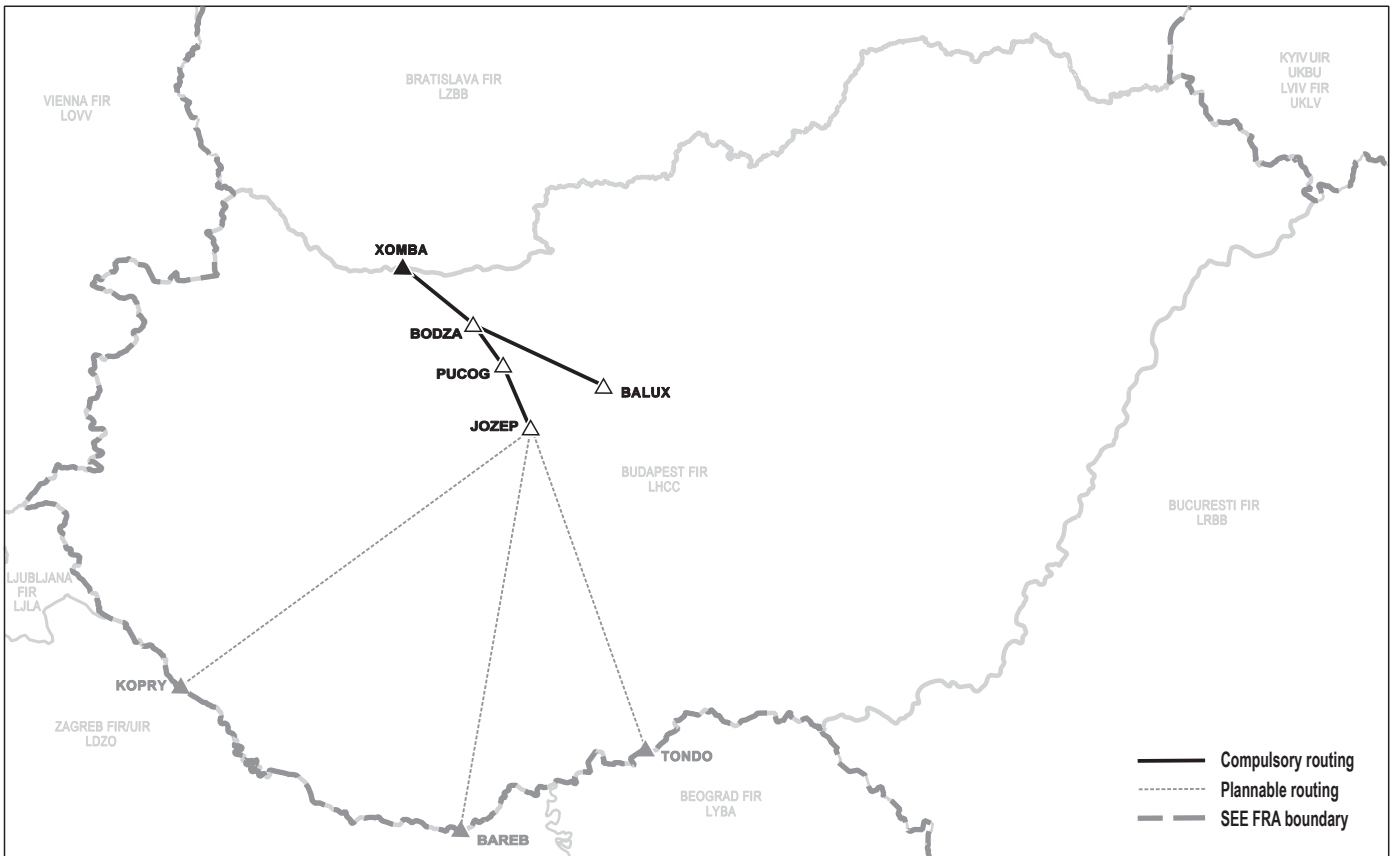 KYIV UIR
UKBU
LVIV FIR
UKLV
BRATISLAVA FIR
LZBB
VIENNA FIR
LOVV
XOMBA
BODZA
PUCOG
BALUX
JOZEP
BUDAPEST FIR
LHCC
BUCURESTI FIR
LRBB
LJUBLJANA
FIR
LJLA
KOPRY
ZAGREB FIR/UIR
LDZO
TONDO
BEOGRAD FIR
LYBA
BAREB
Compulsory routing
Plannable routing
SEE FRA boundary